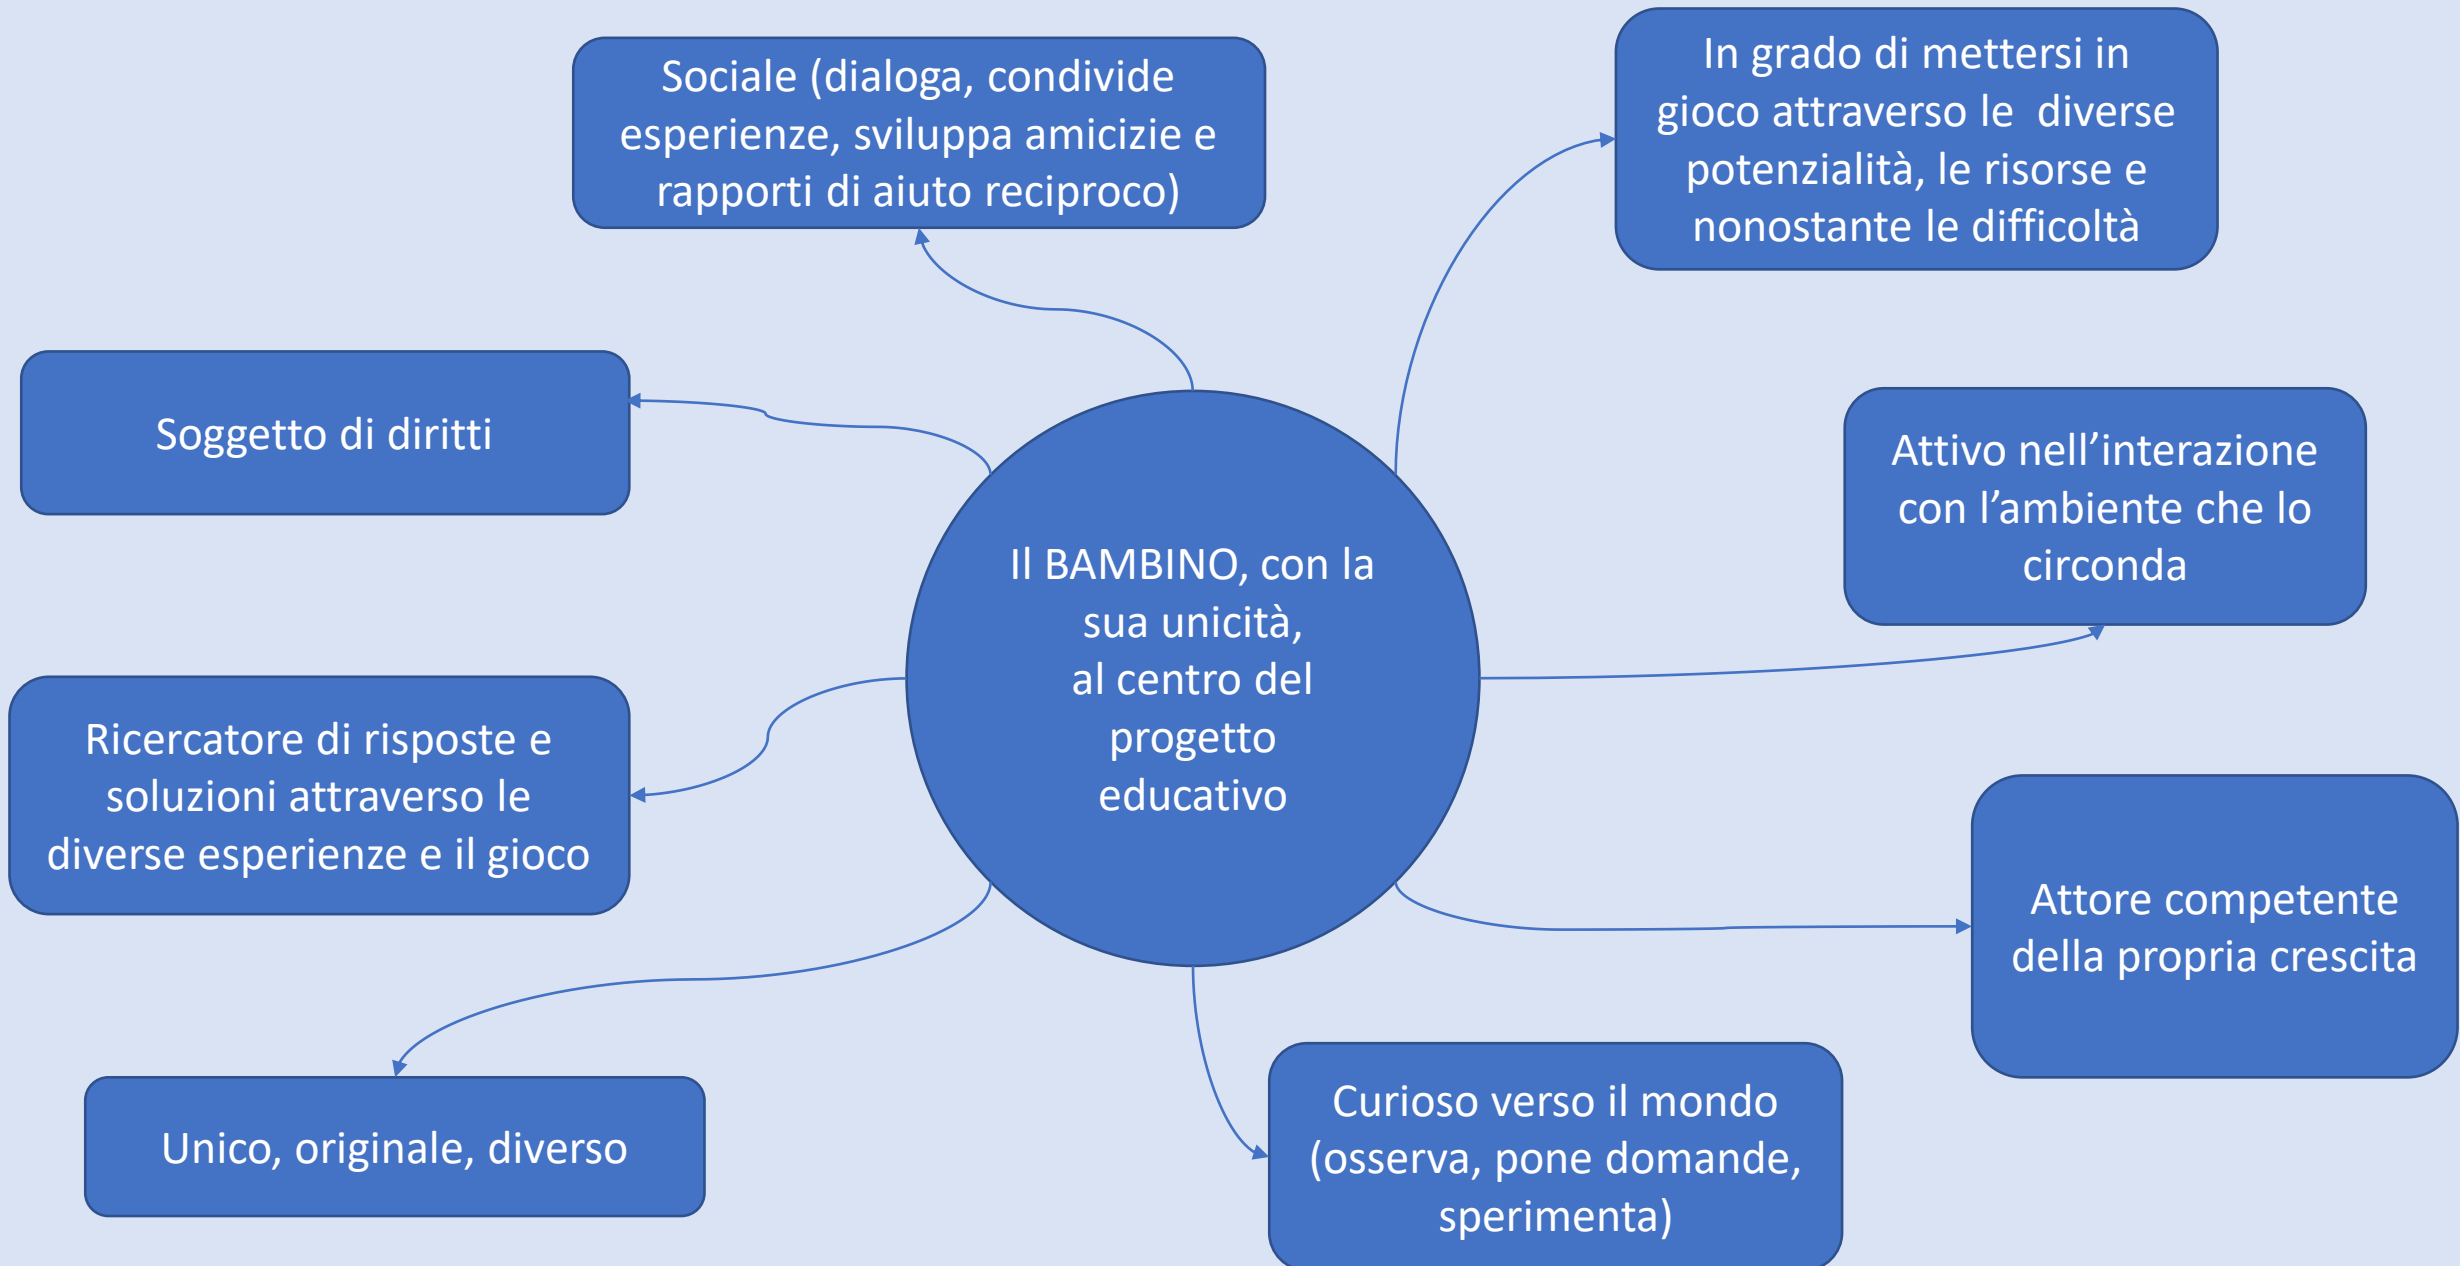 Sociale (dialoga, condivide
esperienze, sviluppa amicizie e
rapporti di aiuto reciproco)
In grado di mettersi in
gioco attraverso le  diverse
potenzialità, le risorse e
nonostante le difficoltà
Soggetto di diritti
Attivo nell’interazione
con l’ambiente che lo
circonda
Il BAMBINO, con la
sua unicità,
al centro del
progetto
educativo
Ricercatore di risposte e
soluzioni attraverso le
diverse esperienze e il gioco
Attore competente
della propria crescita
Unico, originale, diverso
Curioso verso il mondo
(osserva, pone domande,
sperimenta)